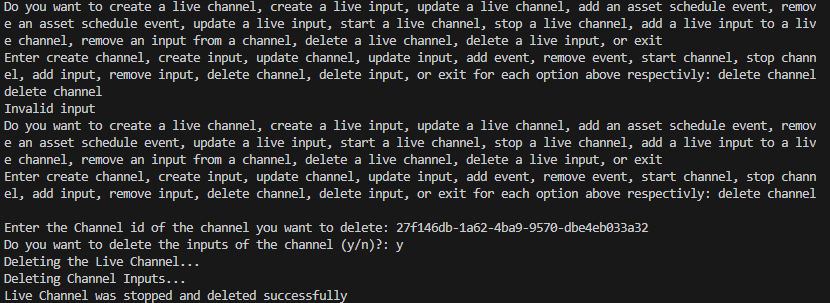 Do you want to create a live channel, create a live input, update a live channel, add an asset schedule event, remov
e an asset schedule event, update a live input, start a live channel, stop a live channel, add a live input to a liv
e channel, remove an input from a channel, delete a live channel, delete a live input, or exit
Enter create channel, create input, update channel, update input, add event, remove event, start channel, stop chann
el, add input, remove input, delete channel, delete input, or exit for each option above respectivly: delete channel
delete channel
Invalid input
Do you want to create a live channel, create a live input, update a live channel, add an asset schedule event, remov
e an asset schedule event, update a live input, start a live channel, stop a live channel, add a live input to a liv
e channel, remove an input from a channel, delete a live channel, delete a live input, or exit
Enter create channel, create input, update channel, update input, add event, remove event, start channel, stop chann
el, add input, remove input, delete channel, delete input, or exit for each option above respectivly: delete channel
Enter the Channel id of the channel you want to delete: 27f146db-1a62-4ba9-9570-dbe4eb033a32
Do you want to delete the inputs of the channel (y/n)?: y
Deleting the Live Channel...
Deleting Channel Inputs...
Live Channel was stopped and deleted successfully